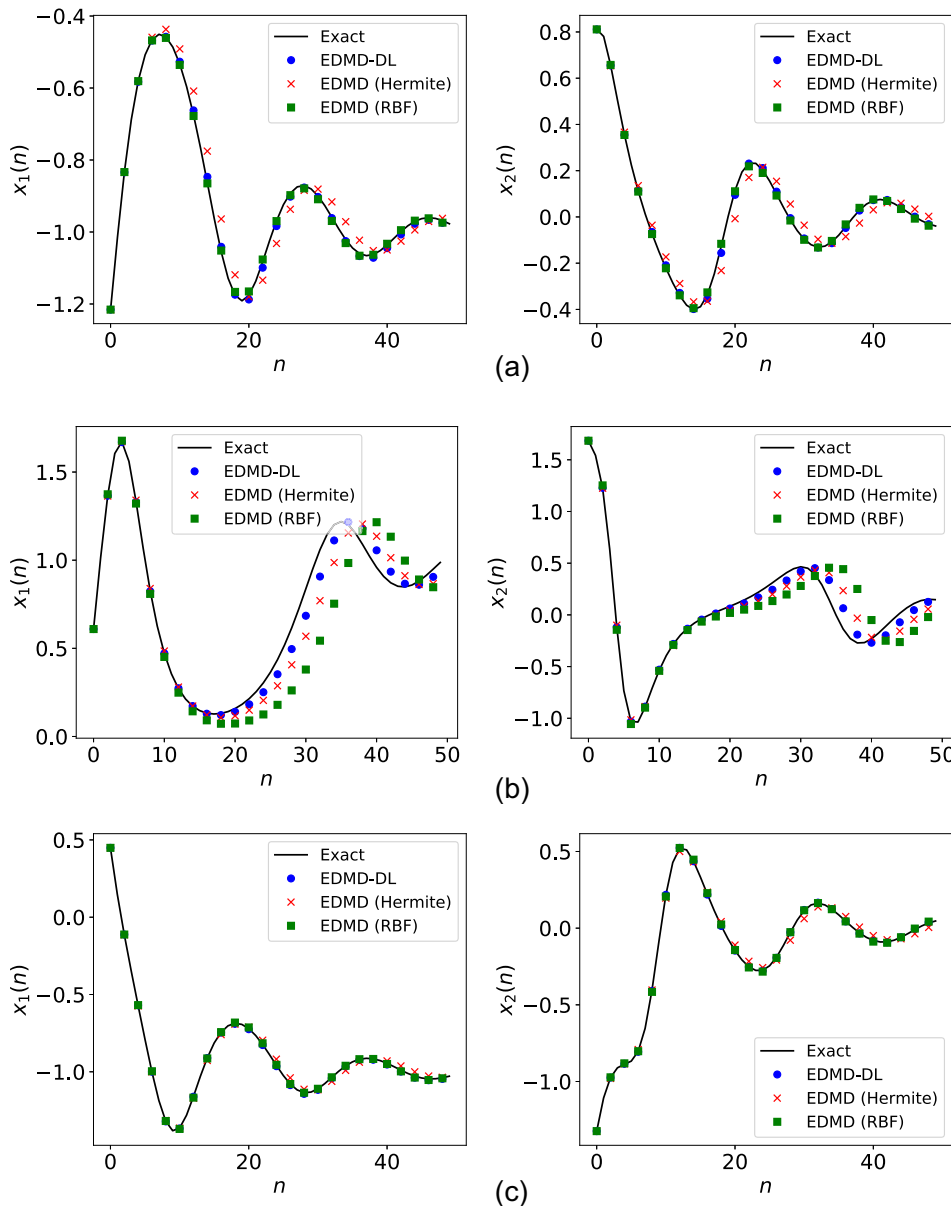 −0.4
−0.6
−0.8
−1.0
−1.2
x₁(n)
0
20
40
n
Exact
EDMD-DL
EDMD (Hermite)
EDMD (RBF)
0.8
0.6
0.4
0.2
0.0
−0.2
−0.4
x₂(n)
0
20
40
n
Exact
EDMD-DL
EDMD (Hermite)
EDMD (RBF)
(a)
1.5
1.0
0.5
0.0
x₁(n)
0
10
20
30
40
50
n
Exact
EDMD-DL
EDMD (Hermite)
EDMD (RBF)
1.5
1.0
0.5
0.0
−0.5
−1.0
x₂(n)
0
10
20
30
40
50
n
Exact
EDMD-DL
EDMD (Hermite)
EDMD (RBF)
(b)
0.5
0.0
−0.5
−1.0
x₁(n)
0
20
40
n
Exact
EDMD-DL
EDMD (Hermite)
EDMD (RBF)
0.5
0.0
−0.5
−1.0
x₂(n)
0
20
40
n
Exact
EDMD-DL
EDMD (Hermite)
EDMD (RBF)
(c)